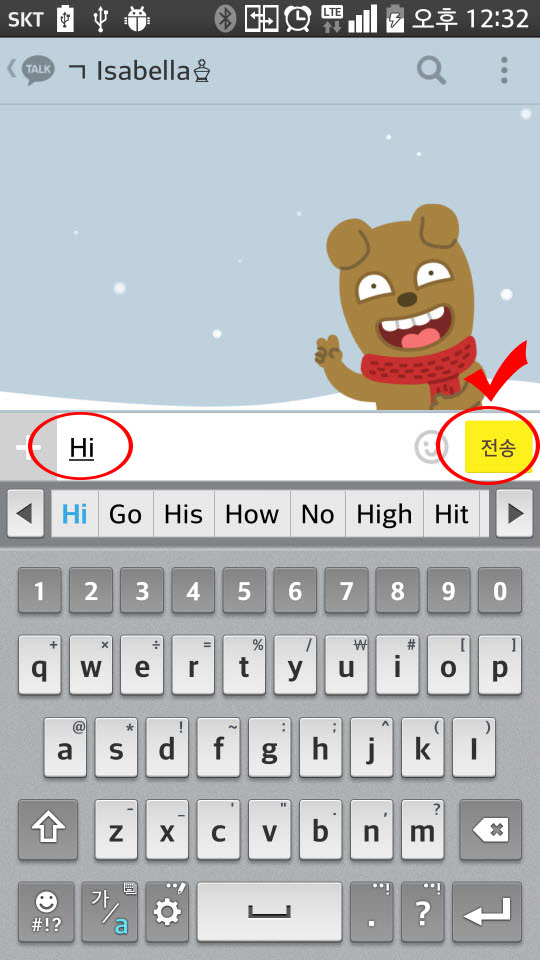 SKT LTE 오후 12:32
TALK ㄱ Isabella
Hi 전송
Hi Go His How No High Hit
1 2 3 4 5 6 7 8 9 0
+ × ÷ = % / ₩ # [ ]
q w e r t y u i o p
@ * ! ~ : ; ^ ( )
a s d f g h j k l
- _ ' " . , ?
z x c v b n m
#!? 가/a . ?